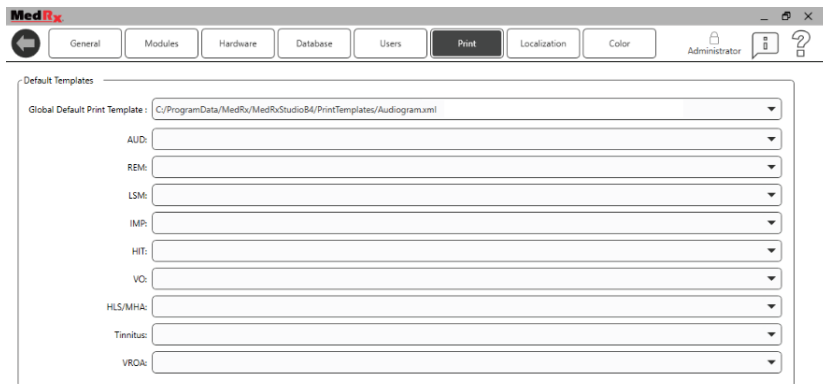 MedRx
General Modules Hardware Database Users Print Localization Color Administrator
Default Templates
Global Default Print Template : C:/ProgramData/MedRx/MedRxStudioB4/PrintTemplates/Audiogram.xml
AUD:
REM:
LSM:
IMP:
HIT:
VO:
HLS/MHA:
Tinnitus:
VROA: